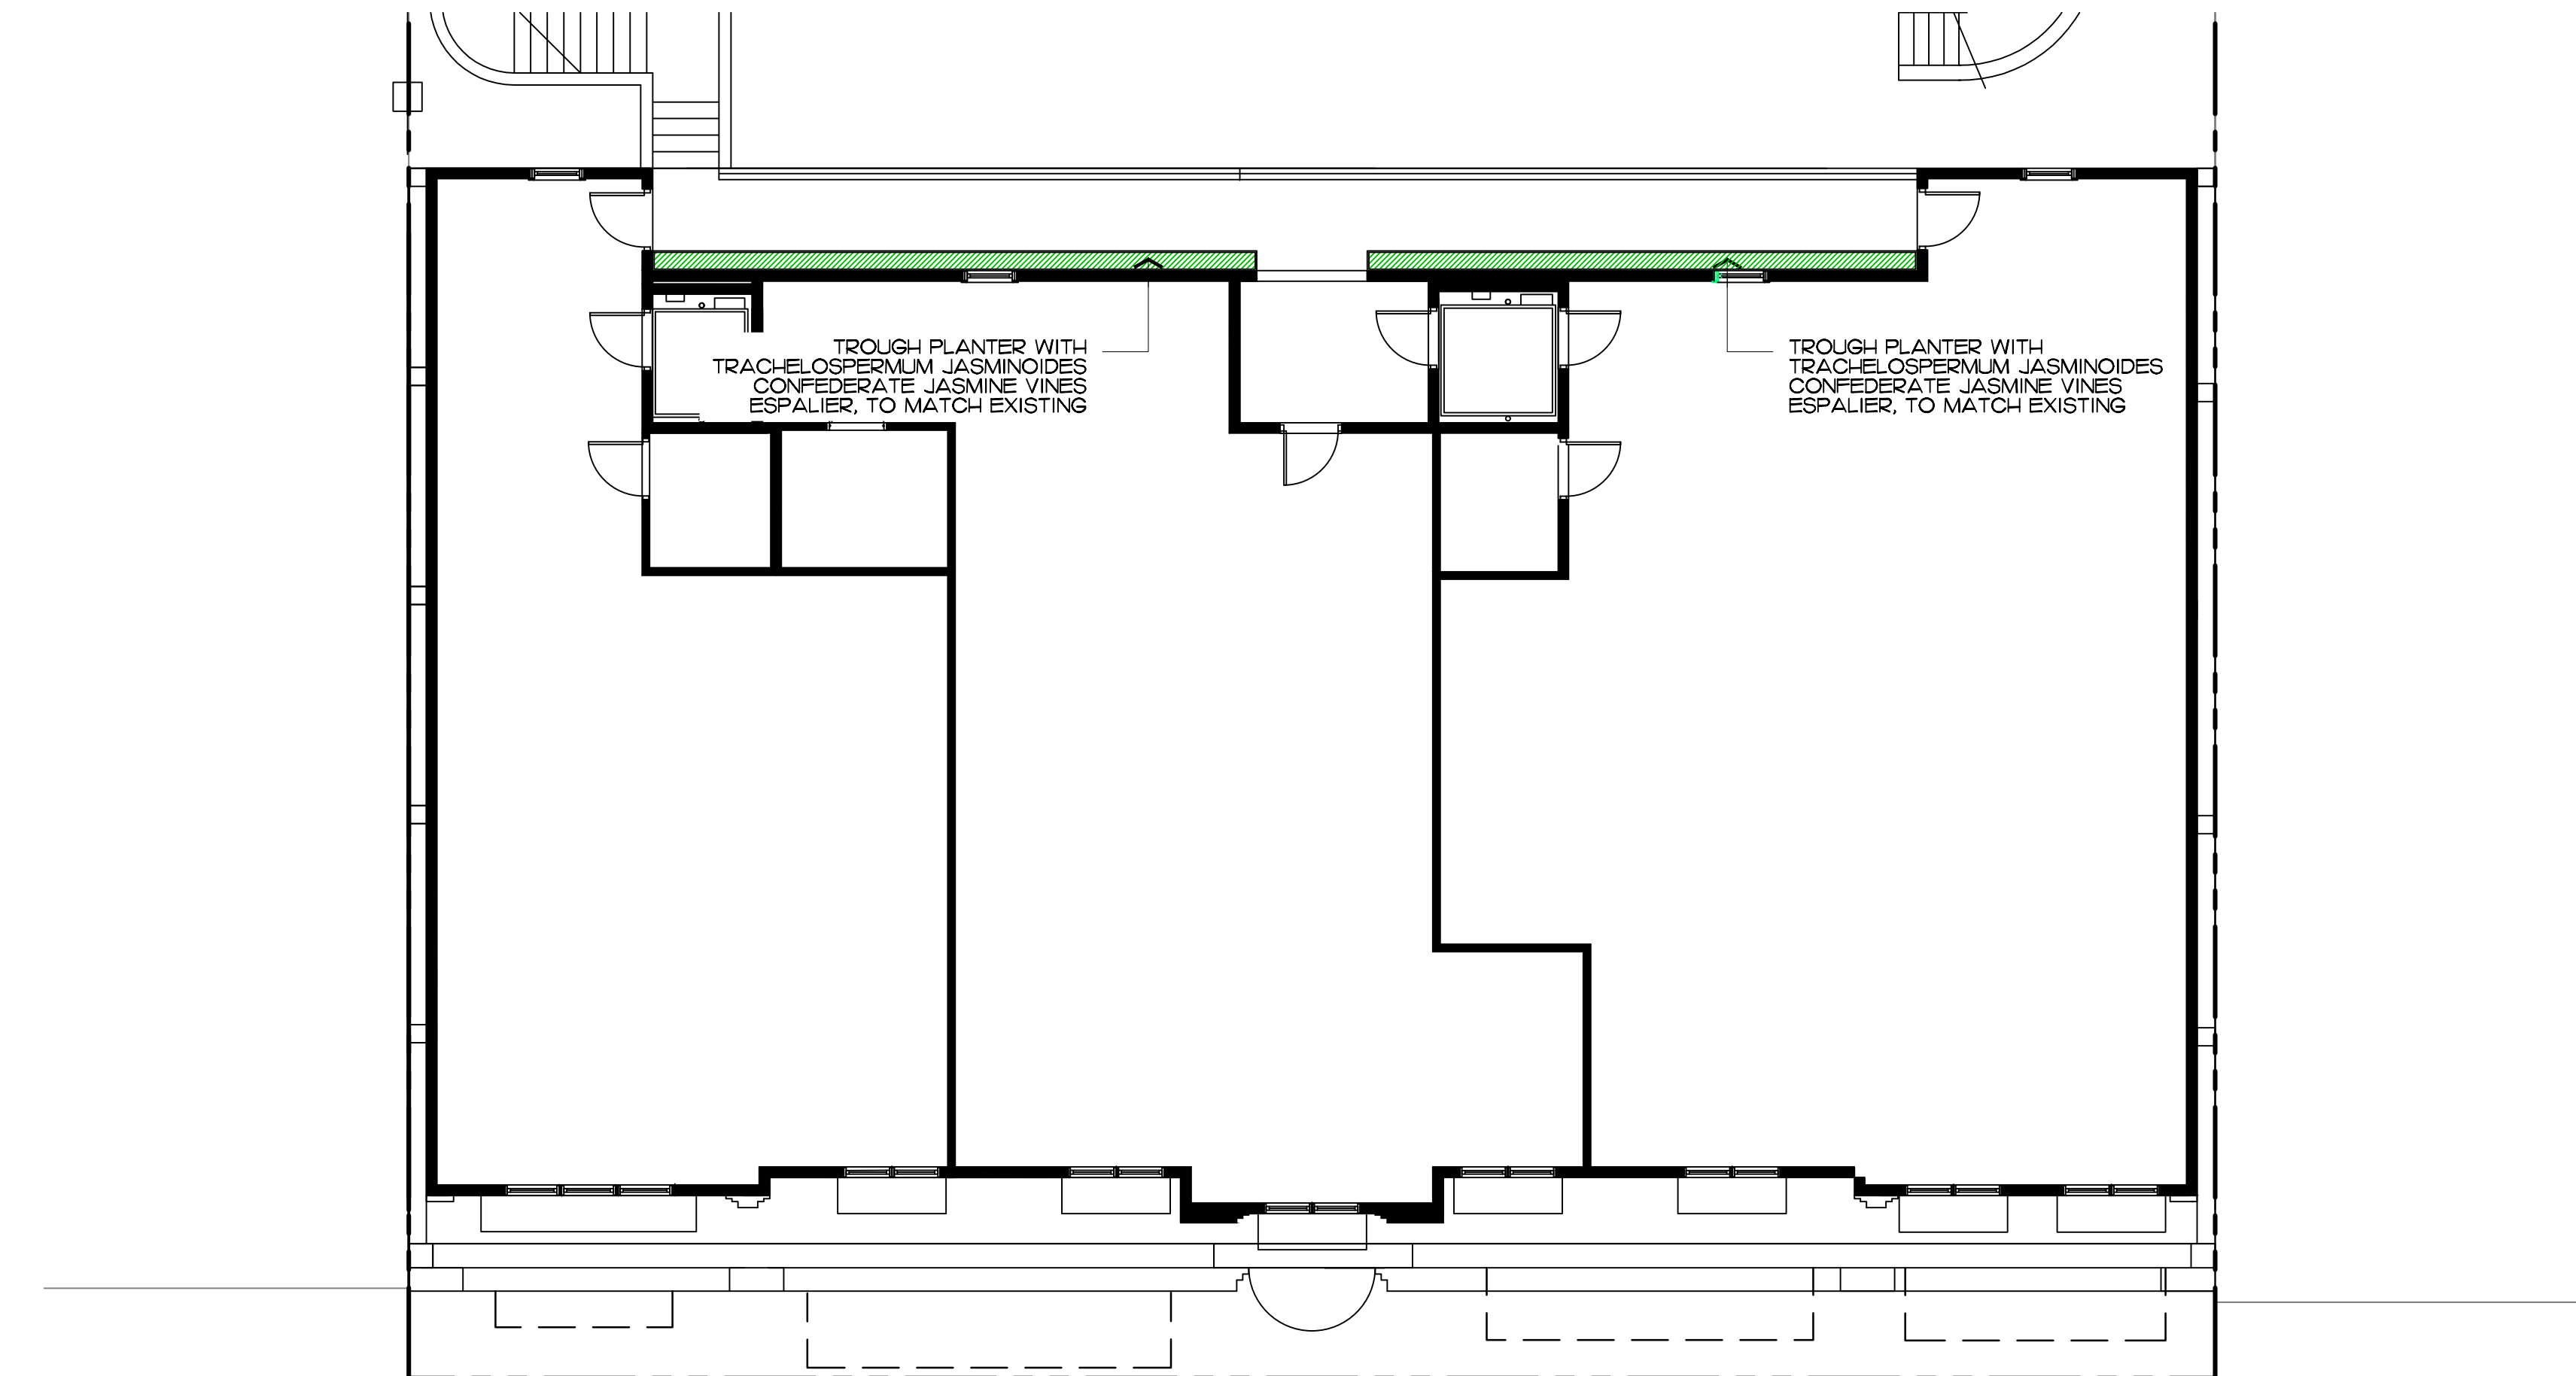 TROUGH PLANTER WITH
TRACHELOSPERMUM JASMINOIDES
CONFEDERATE JASMINE VINES
ESPALIER, TO MATCH EXISTING
TROUGH PLANTER WITH
TRACHELOSPERMUM JASMINOIDES
CONFEDERATE JASMINE VINES
ESPALIER, TO MATCH EXISTING